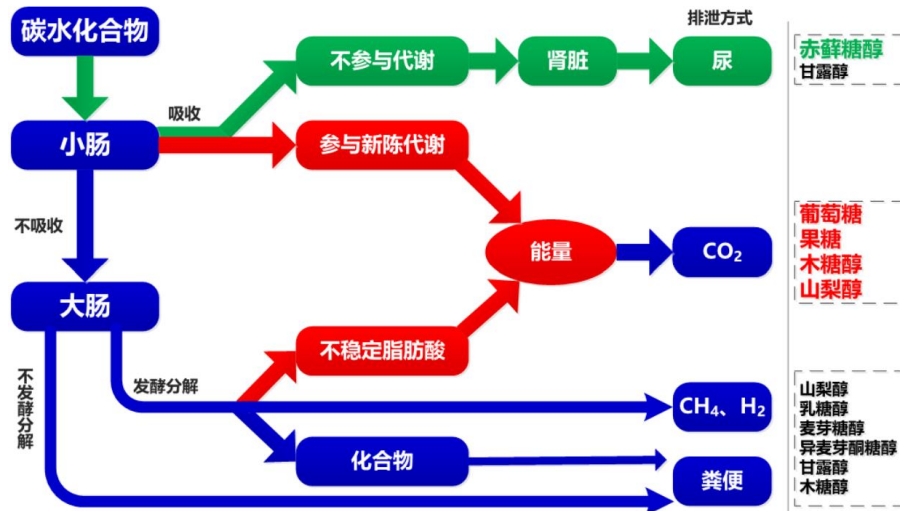 碳水化合物
排泄方式
不参与代谢
肾脏
尿
赤藓糖醇
甘露醇
吸收
小肠
参与新陈代谢
不吸收
能量
CO₂
葡萄糖
果糖
木糖醇
山梨醇
大肠
不稳定脂肪酸
不发酵分解
发酵分解
CH₄、H₂
化合物
粪便
山梨醇
乳糖醇
麦芽糖醇
异麦芽酮糖醇
甘露醇
木糖醇